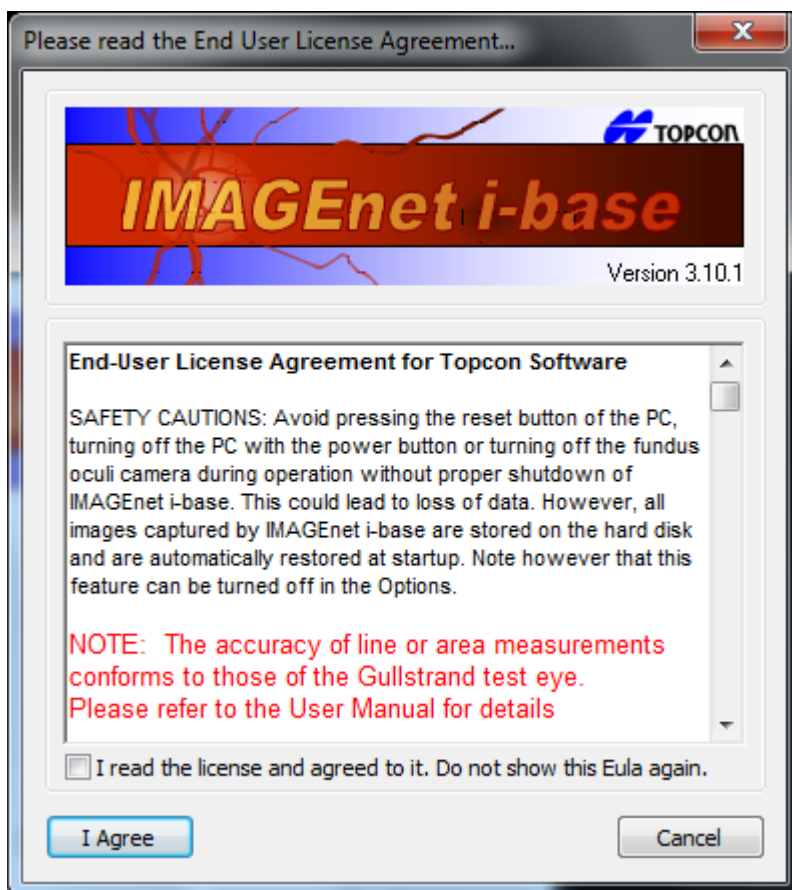 Please read the End User License Agreement...
TOPCON
IMAGEnet i-base
Version 3.10.1
End-User License Agreement for Topcon Software
SAFETY CAUTIONS: Avoid pressing the reset button of the PC,
turning off the PC with the power button or turning off the fundus
oculi camera during operation without proper shutdown of
IMAGEnet i-base. This could lead to loss of data. However, all
images captured by IMAGEnet i-base are stored on the hard disk
and are automatically restored at startup. Note however that this
feature can be turned off in the Options.
NOTE: The accuracy of line or area measurements
conforms to those of the Gullstrand test eye.
Please refer to the User Manual for details
I read the license and agreed to it. Do not show this Eula again.
I Agree
Cancel